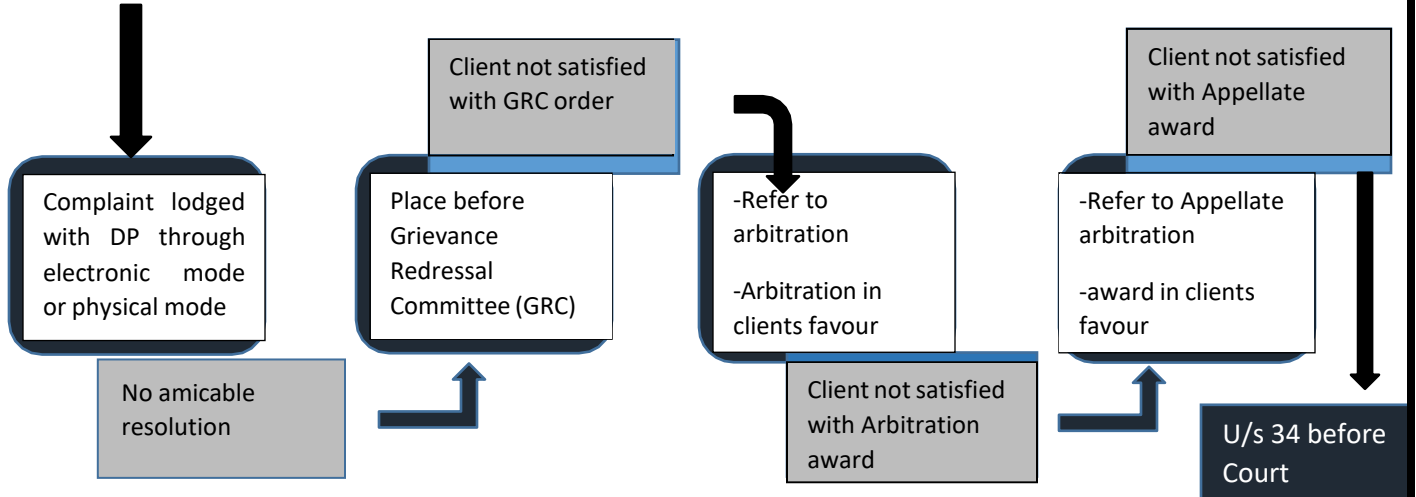 Complaint lodged
with DP through
electronic mode
or physical mode
No amicable
resolution
Place before
Grievance
Redressal
Committee (GRC)
Client not satisfied
with GRC order
-Refer to
arbitration
-Arbitration in
clients favour
Client not satisfied
with Arbitration
award
-Refer to Appellate
arbitration
-award in clients
favour
Client not satisfied
with Appellate
award
U/s 34 before
Court